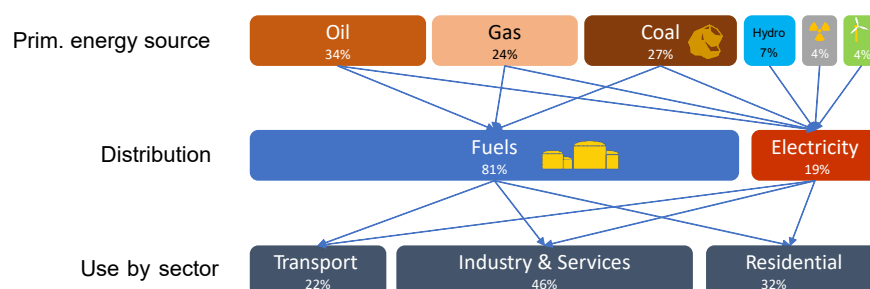 Prim. energy source
Oil
34%
Gas
24%
Coal
27%
Hydro
7%
4%
4%
Distribution
Fuels
81%
Electricity
19%
Use by sector
Transport
22%
Industry & Services
46%
Residential
32%